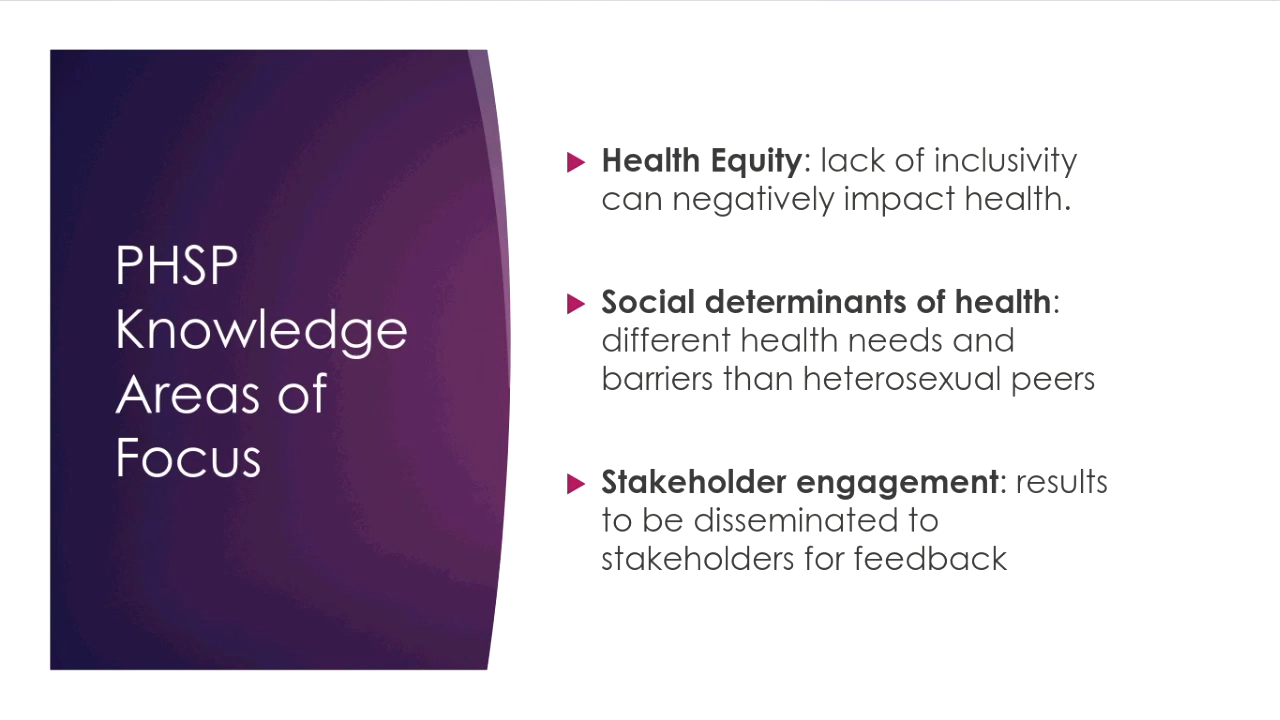 PHSP
Knowledge
Areas of
Focus
Health Equity: lack of inclusivity
can negatively impact health.
Social determinants of health:
different health needs and
barriers than heterosexual peers
Stakeholder engagement: results
to be disseminated to
stakeholders for feedback